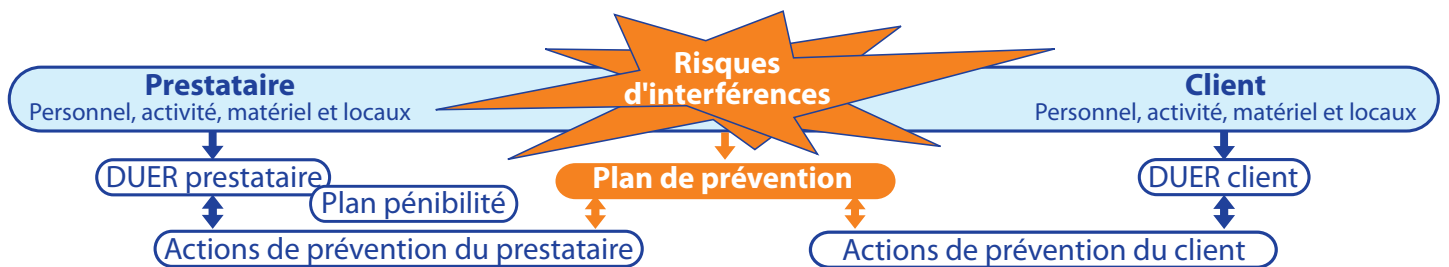 Risques
d'interférences
Prestataire
Personnel, activité, matériel et locaux
Client
Personnel, activité, matériel et locaux
DUER prestataire
Plan pénibilité
Plan de prévention
DUER client
Actions de prévention du prestataire
Actions de prévention du client